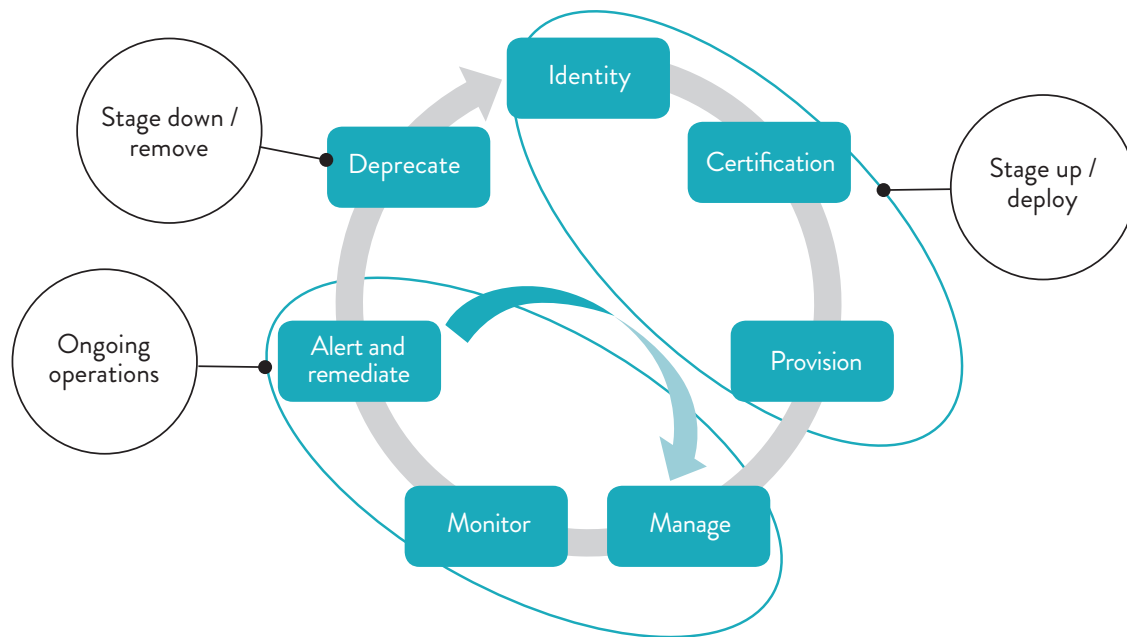 Identity
Stage down /
remove
Certification
Deprecate
Stage up /
deploy
Ongoing
operations
Alert and
remediate
Provision
Monitor
Manage